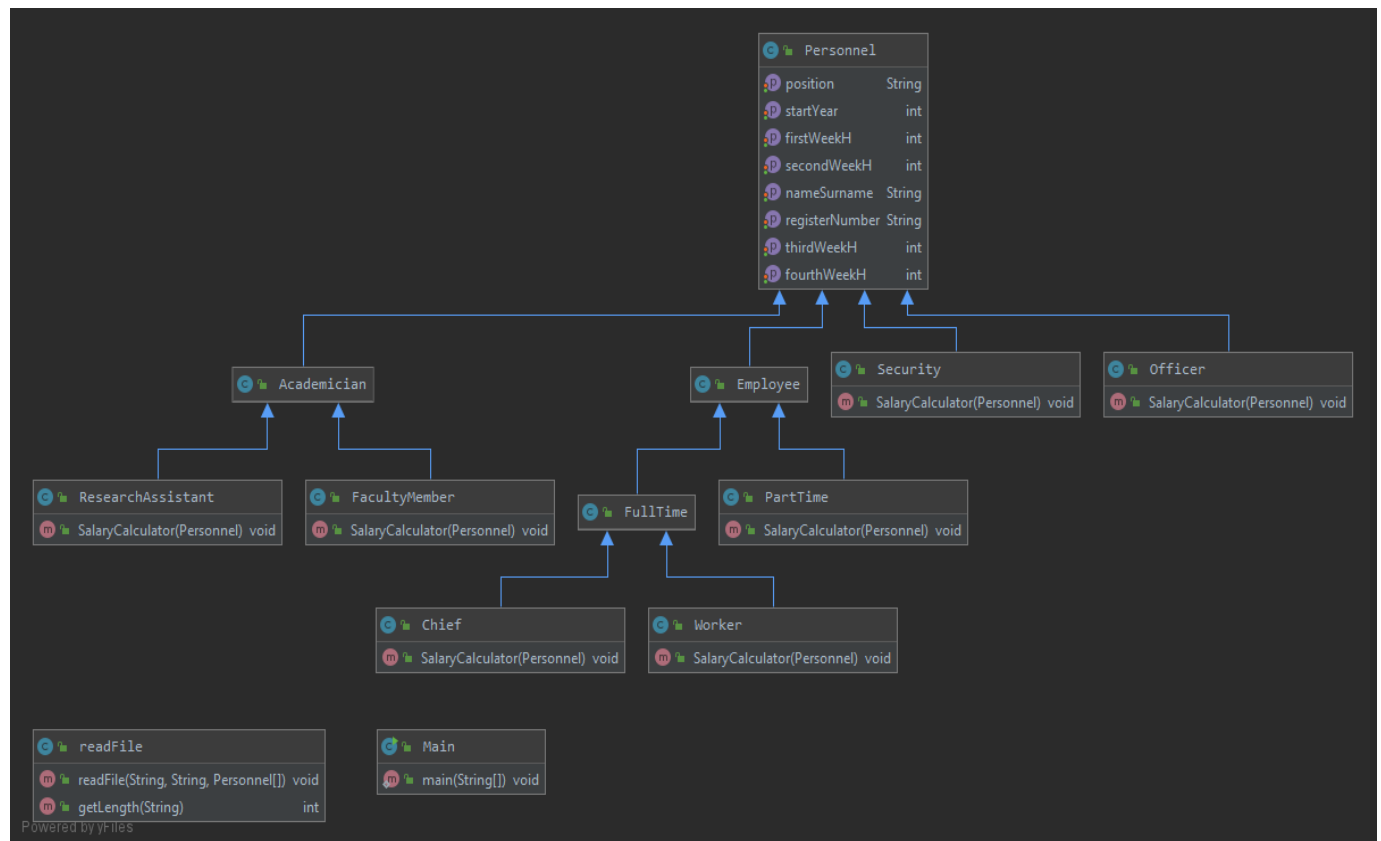 Personnel
position String
startYear int
firstWeekH int
secondWeekH int
nameSurname String
registerNumber String
thirdWeekH int
fourthWeekH int
Academician
Employee
Security
SalaryCalculator(Personnel) void
Officer
SalaryCalculator(Personnel) void
ResearchAssistant
SalaryCalculator(Personnel) void
FacultyMember
SalaryCalculator(Personnel) void
FullTime
PartTime
SalaryCalculator(Personnel) void
Chief
SalaryCalculator(Personnel) void
Worker
SalaryCalculator(Personnel) void
readFile
readFile(String, String, Personnel[]) void
getLength(String) int
Main
main(String[]) void
Powered by yFiles